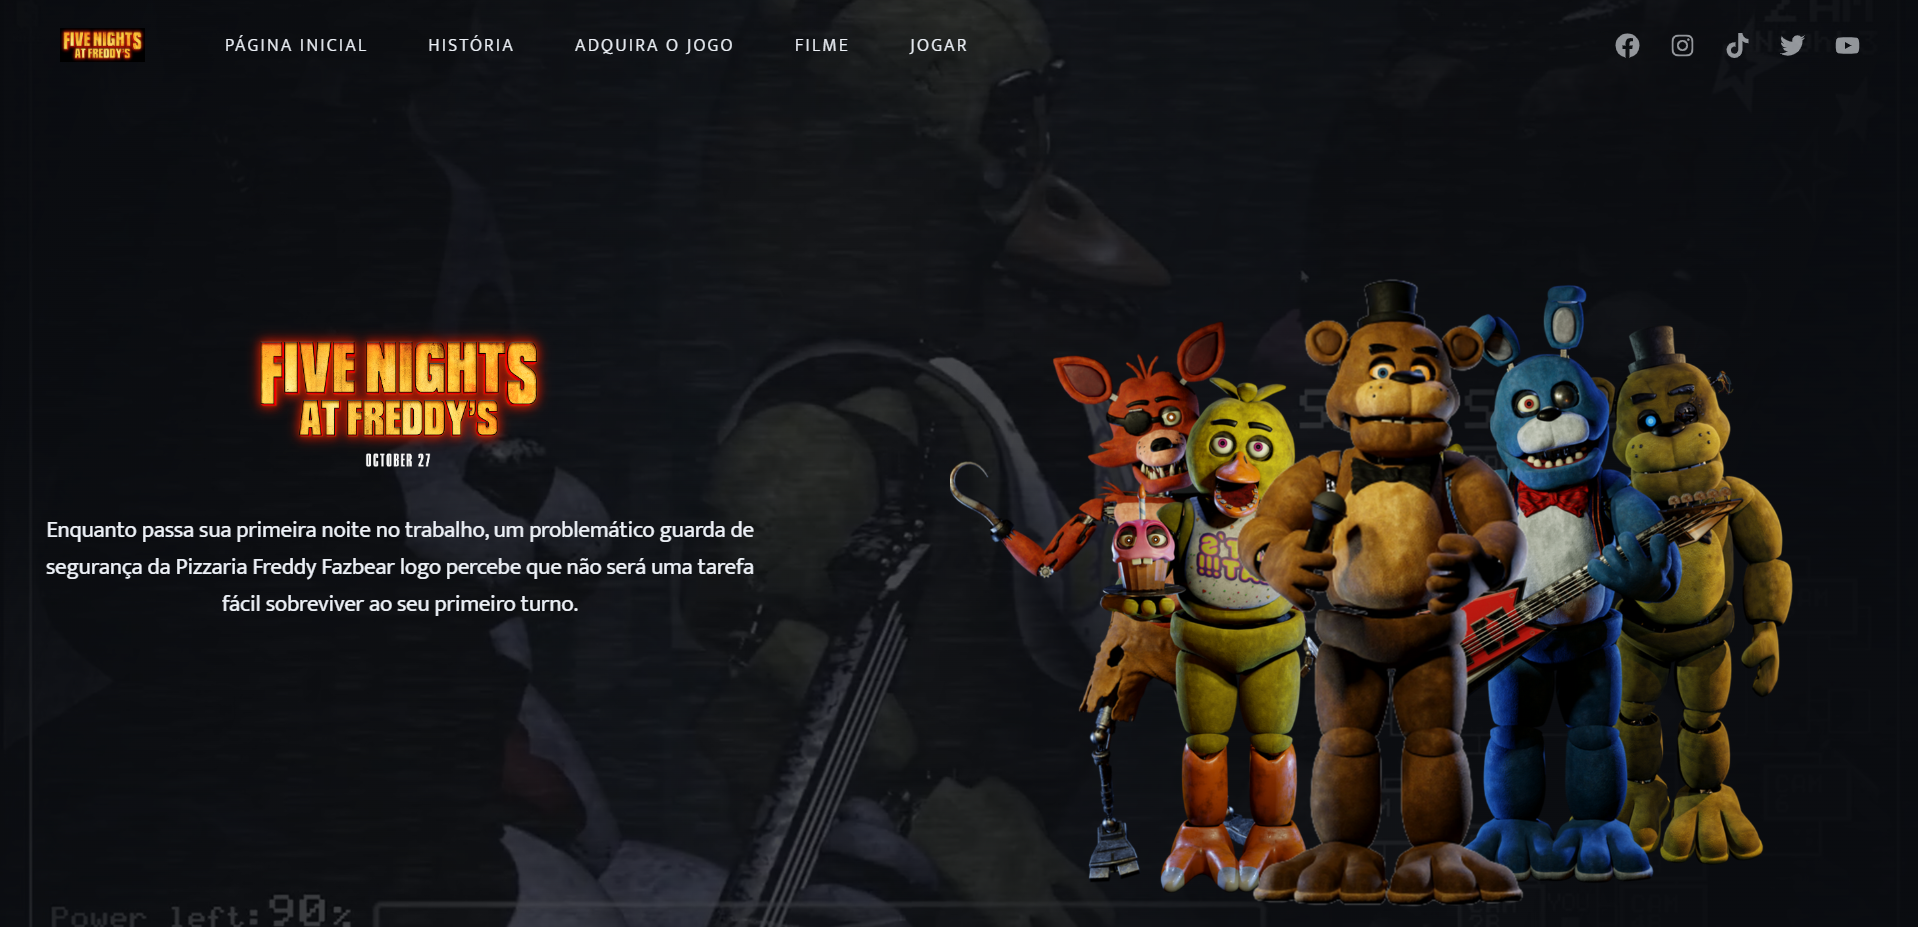 FIVE NIGHTS
AT FREDDY'S
PÁGINA INICIAL
HISTÓRIA
ADQUIRA O JOGO
FILME
JOGAR
2 AM
FIVE NIGHTS
AT FREDDY'S
OCTOBER 27
Enquanto passa sua primeira noite no trabalho, um problemático guarda de
segurança da Pizzaria Freddy Fazbear logo percebe que não será uma tarefa
fácil sobreviver ao seu primeiro turno.
Power left: 90%